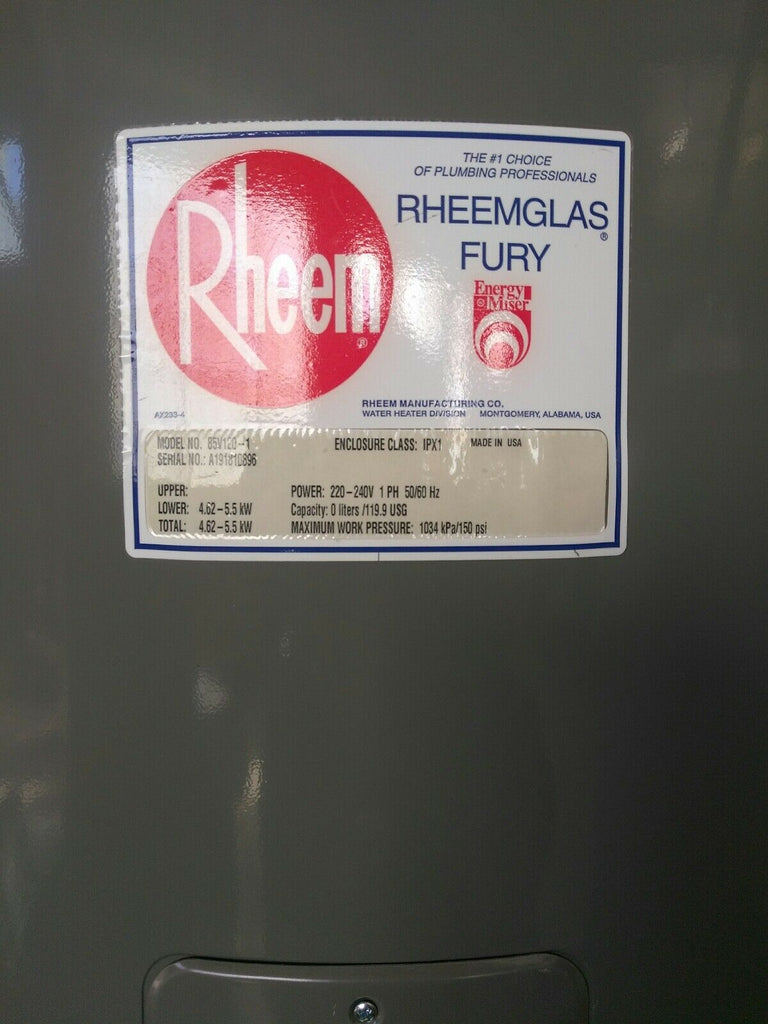 THE #1 CHOICE
OF PLUMBING PROFESSIONALS
Rheem®
RHEEMGLAS®
FURY
Energy
Miser
RHEEM MANUFACTURING CO.
WATER HEATER DIVISION MONTGOMERY, ALABAMA, USA
AX233-4
MODEL NO. 85V120-1 ENCLOSURE CLASS: IPX1 MADE IN USA
SERIAL NO.: A191810896
UPPER: POWER: 220-240V 1 PH 50/60 Hz
LOWER: 4.62-5.5 kW Capacity: 0 liters /119.9 USG
TOTAL: 4.62-5.5 kW MAXIMUM WORK PRESSURE: 1034 kPa/150 psi